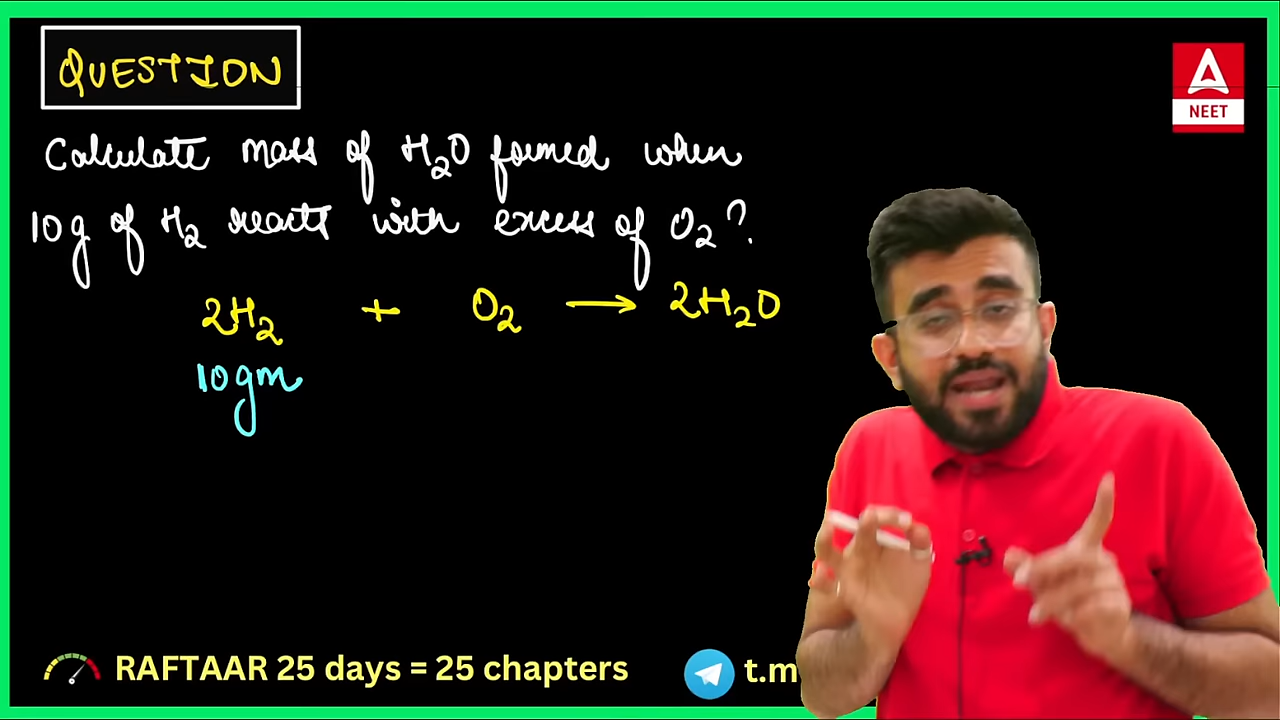 QUESTION
NEET
Calculate mass of H2O formed when
10g of H2 reacts with excess of O2?
2H2 + O2 → 2H2O
10gm
RAFTAAR 25 days = 25 chapters
t.m